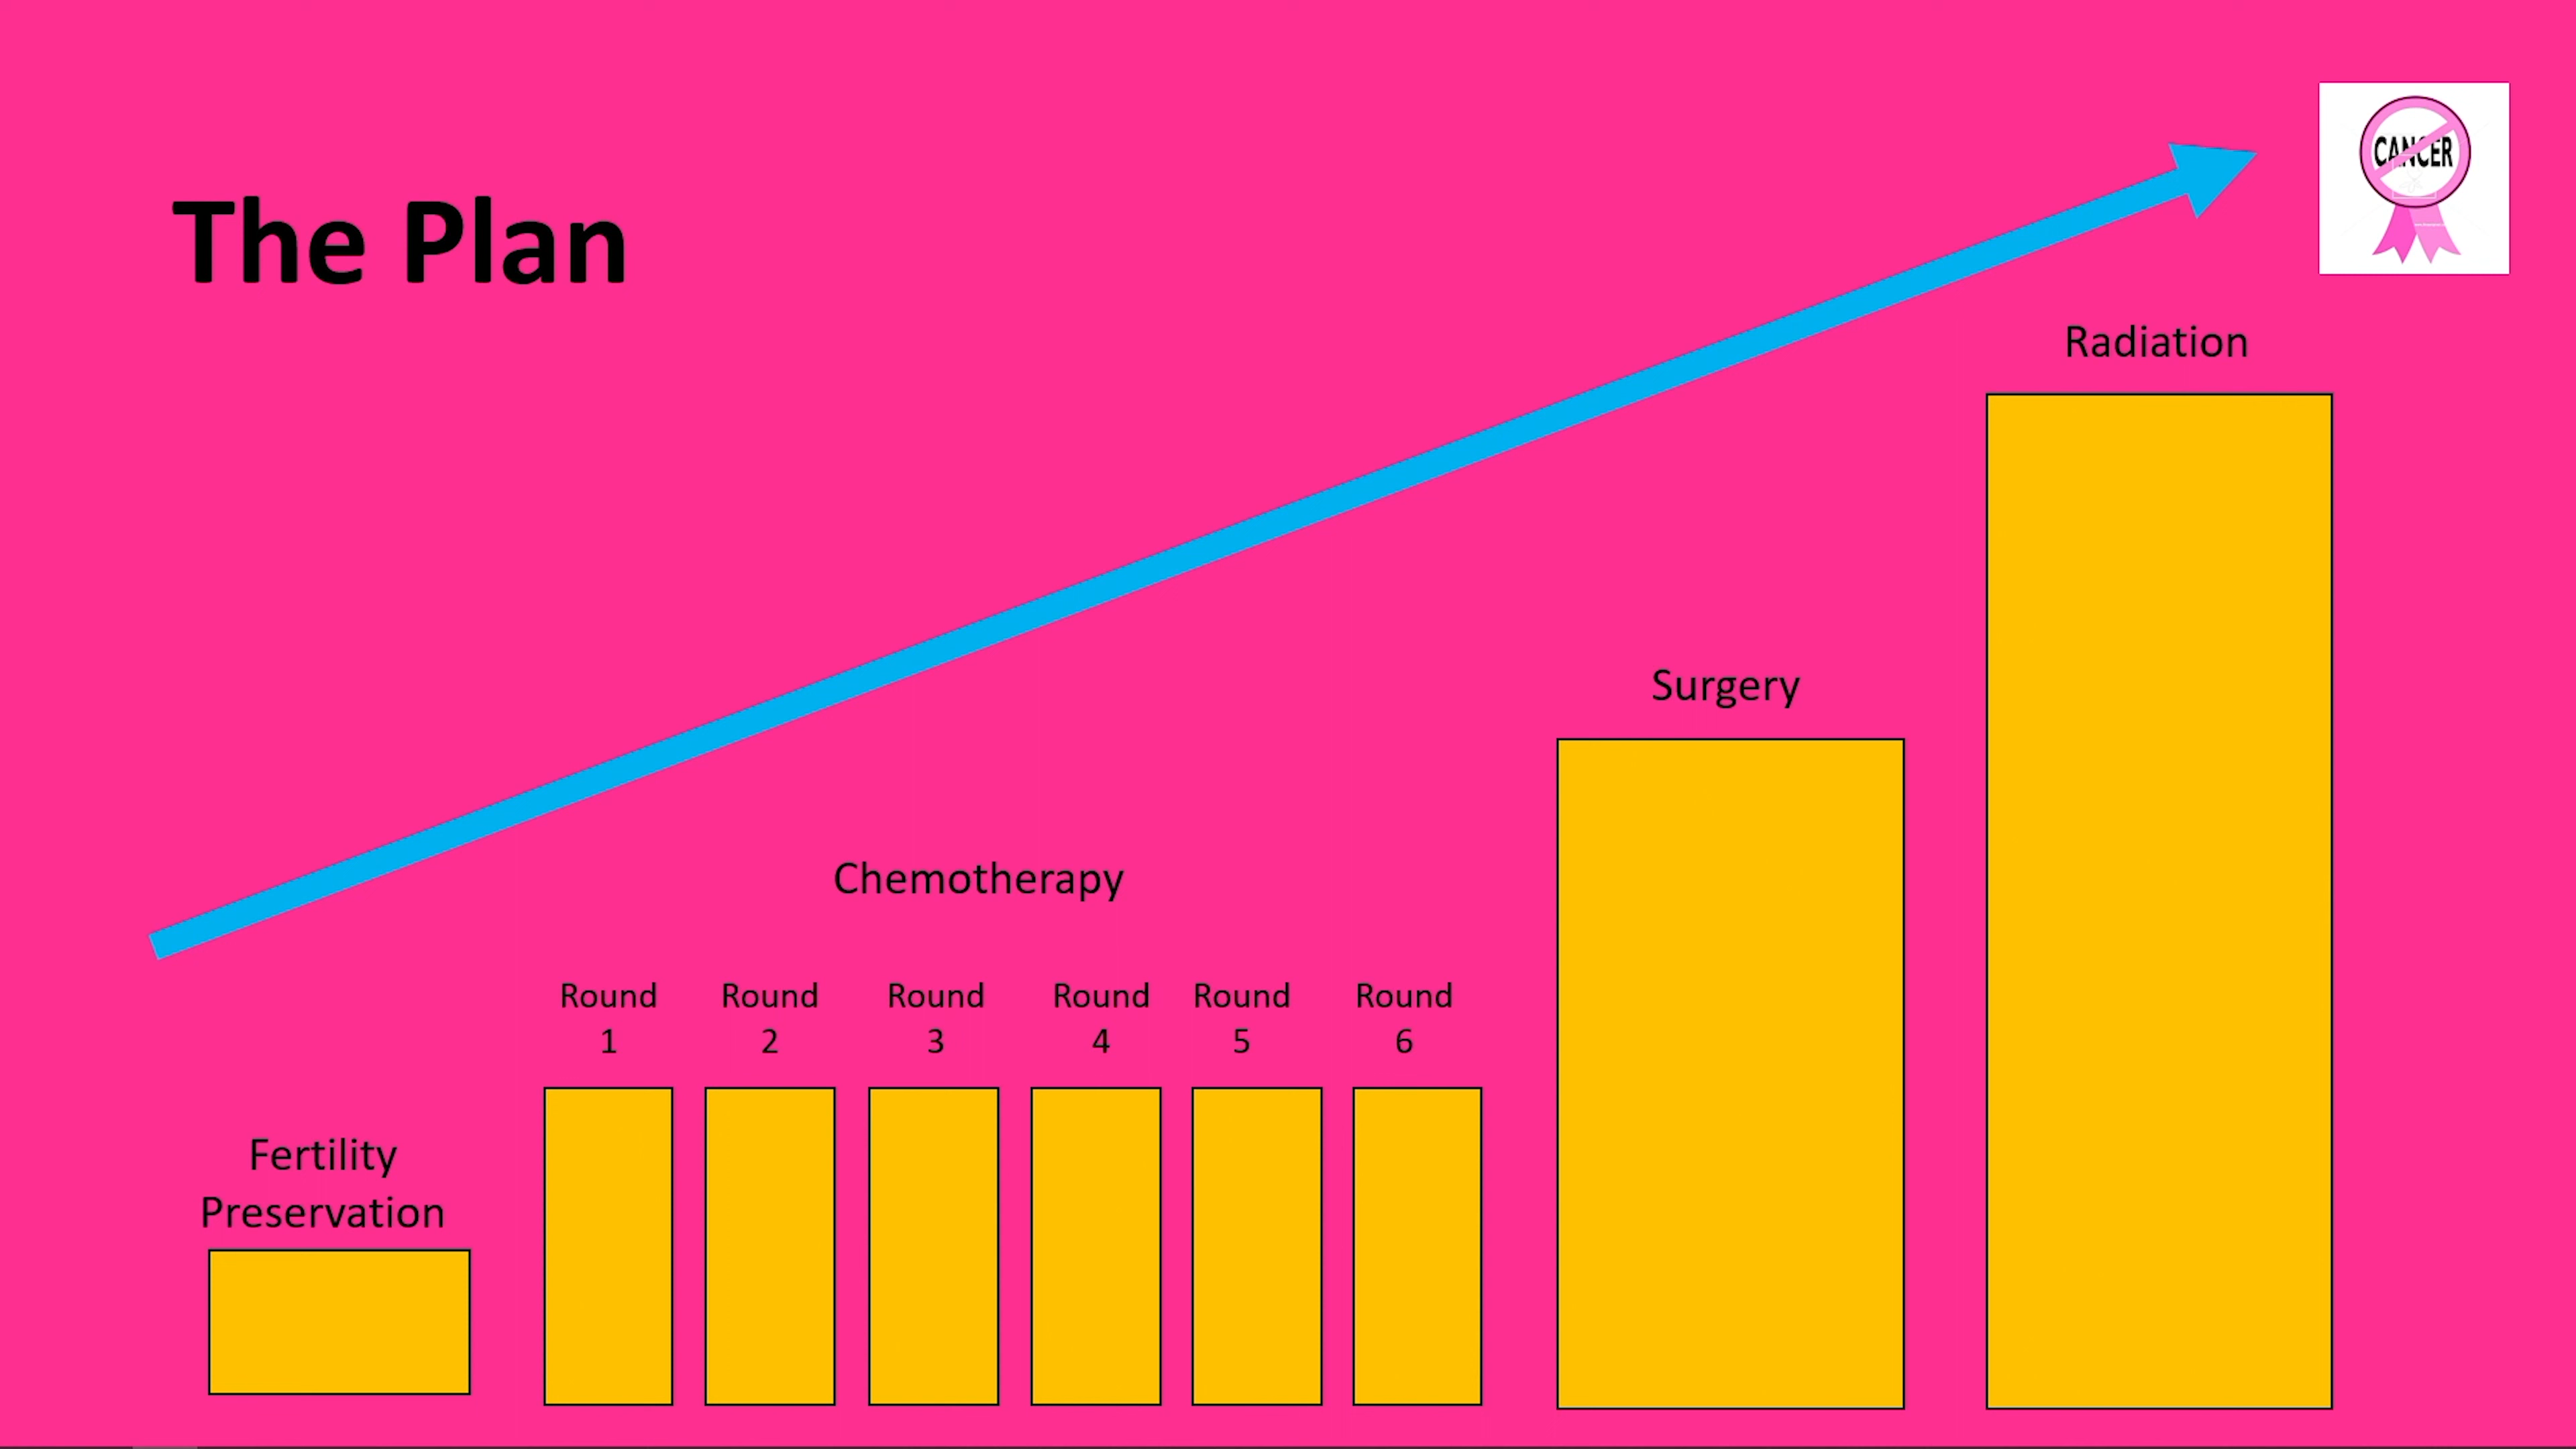 The Plan
CANCER
Radiation
Surgery
Chemotherapy
Round
1
Round
2
Round
3
Round
4
Round
5
Round
6
Fertility
Preservation